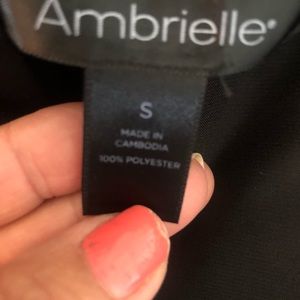 Ambrielle®
S
MADE IN
CAMBODIA
100% POLYESTER